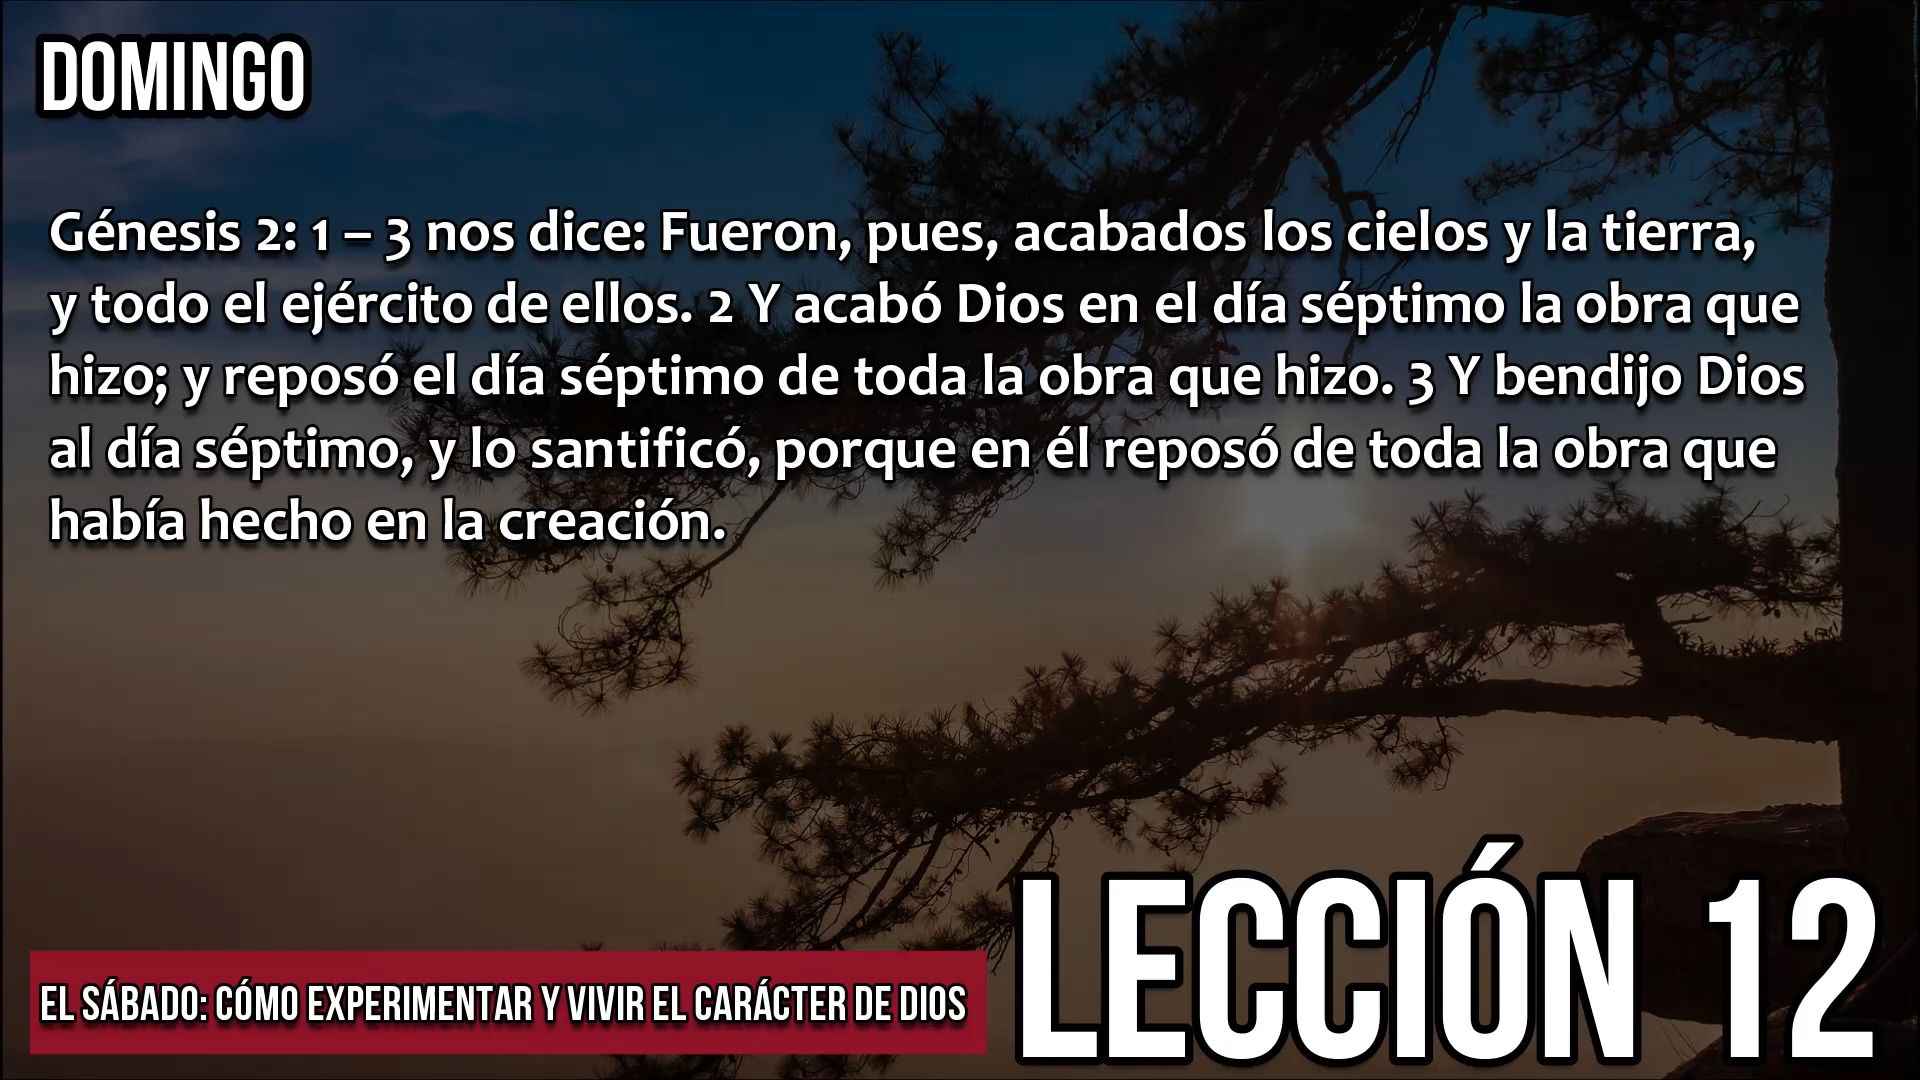 DOMINGO
Génesis 2: 1 – 3 nos dice: Fueron, pues, acabados los cielos y la tierra,
y todo el ejército de ellos. 2 Y acabó Dios en el día séptimo la obra que
hizo; y reposó el día séptimo de toda la obra que hizo. 3 Y bendijo Dios
al día séptimo, y lo santificó, porque en él reposó de toda la obra que
había hecho en la creación.
EL SÁBADO: CÓMO EXPERIMENTAR Y VIVIR EL CARÁCTER DE DIOS
LECCIÓN 12